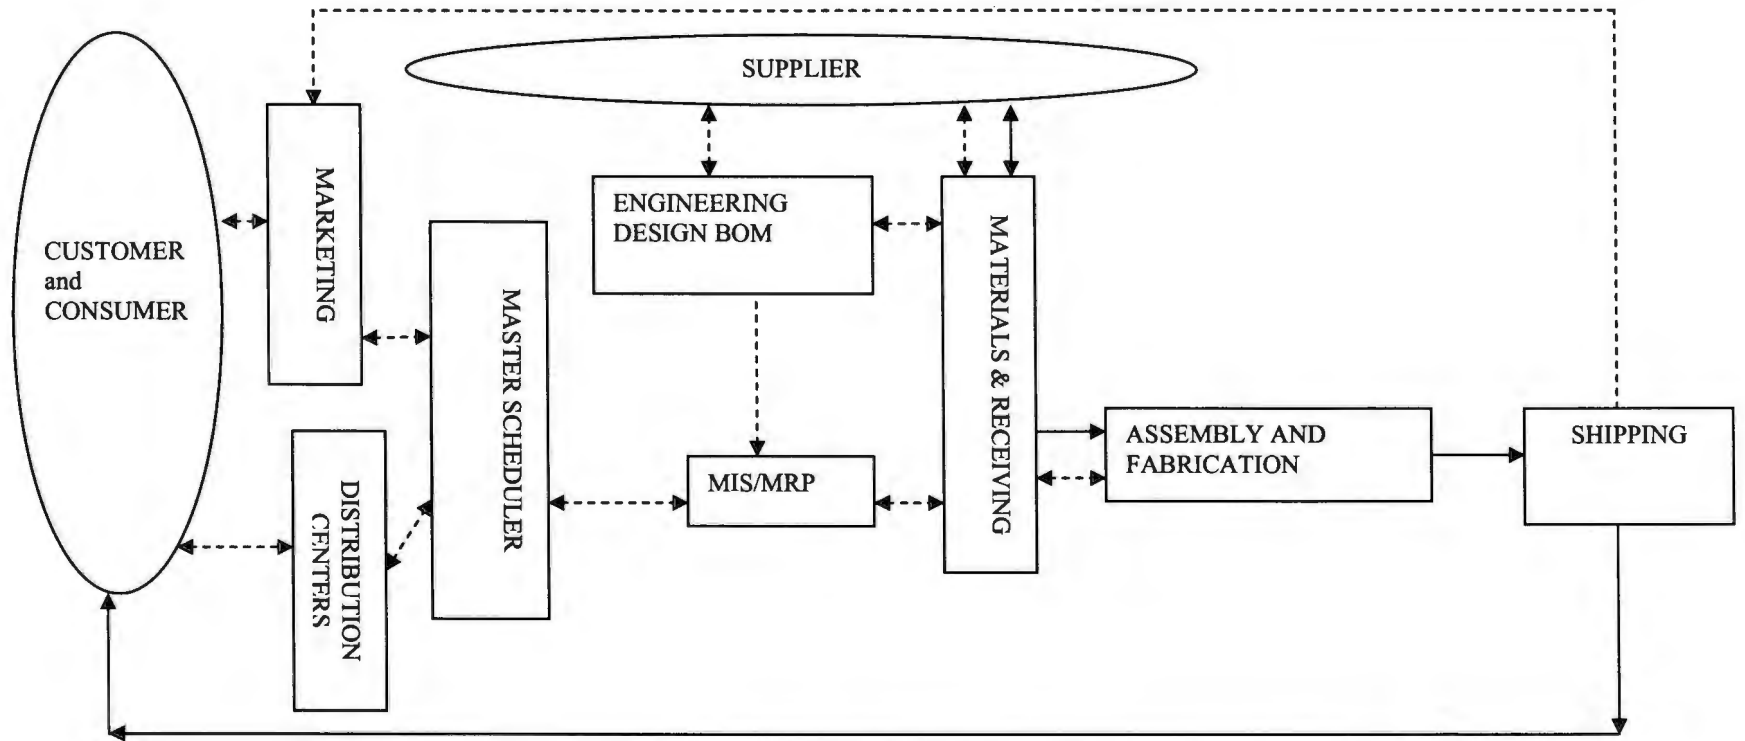 SUPPLIER
CUSTOMER
and
CONSUMER
MARKETING
MASTER SCHEDULER
DISTRIBUTION
CENTERS
ENGINEERING
DESIGN BOM
MIS/MRP
MATERIALS & RECEIVING
ASSEMBLY AND
FABRICATION
SHIPPING